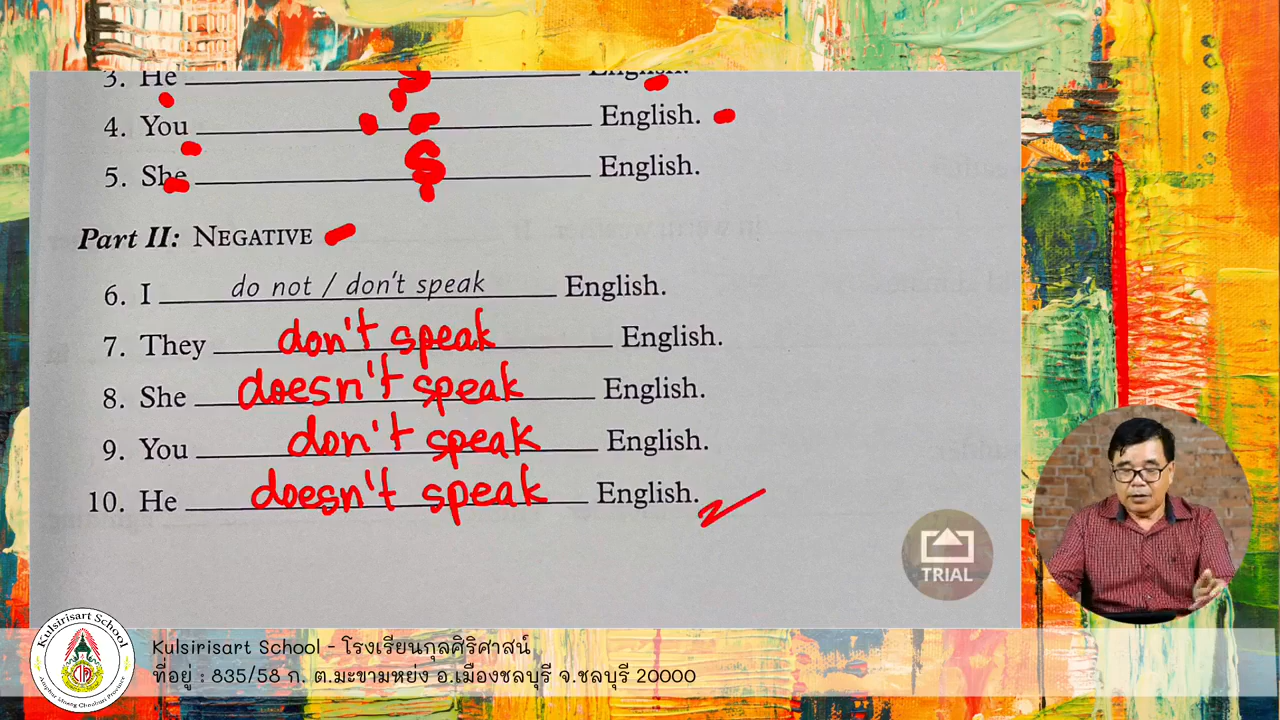 3. He ______ English.
4. You ______ English.
5. She ______ English.
Part II: NEGATIVE
6. I do not / don't speak English.
7. They don't speak English.
8. She doesn't speak English.
9. You don't speak English.
10. He doesn't speak English.
TRIAL
Kulsirisart School
Kulsirisart School - โรงเรียนกุลศิริศาสน์
ที่อยู่ : 835/58 ก. ต.มะขามหย่ง อ.เมืองชลบุรี จ.ชลบุรี 20000